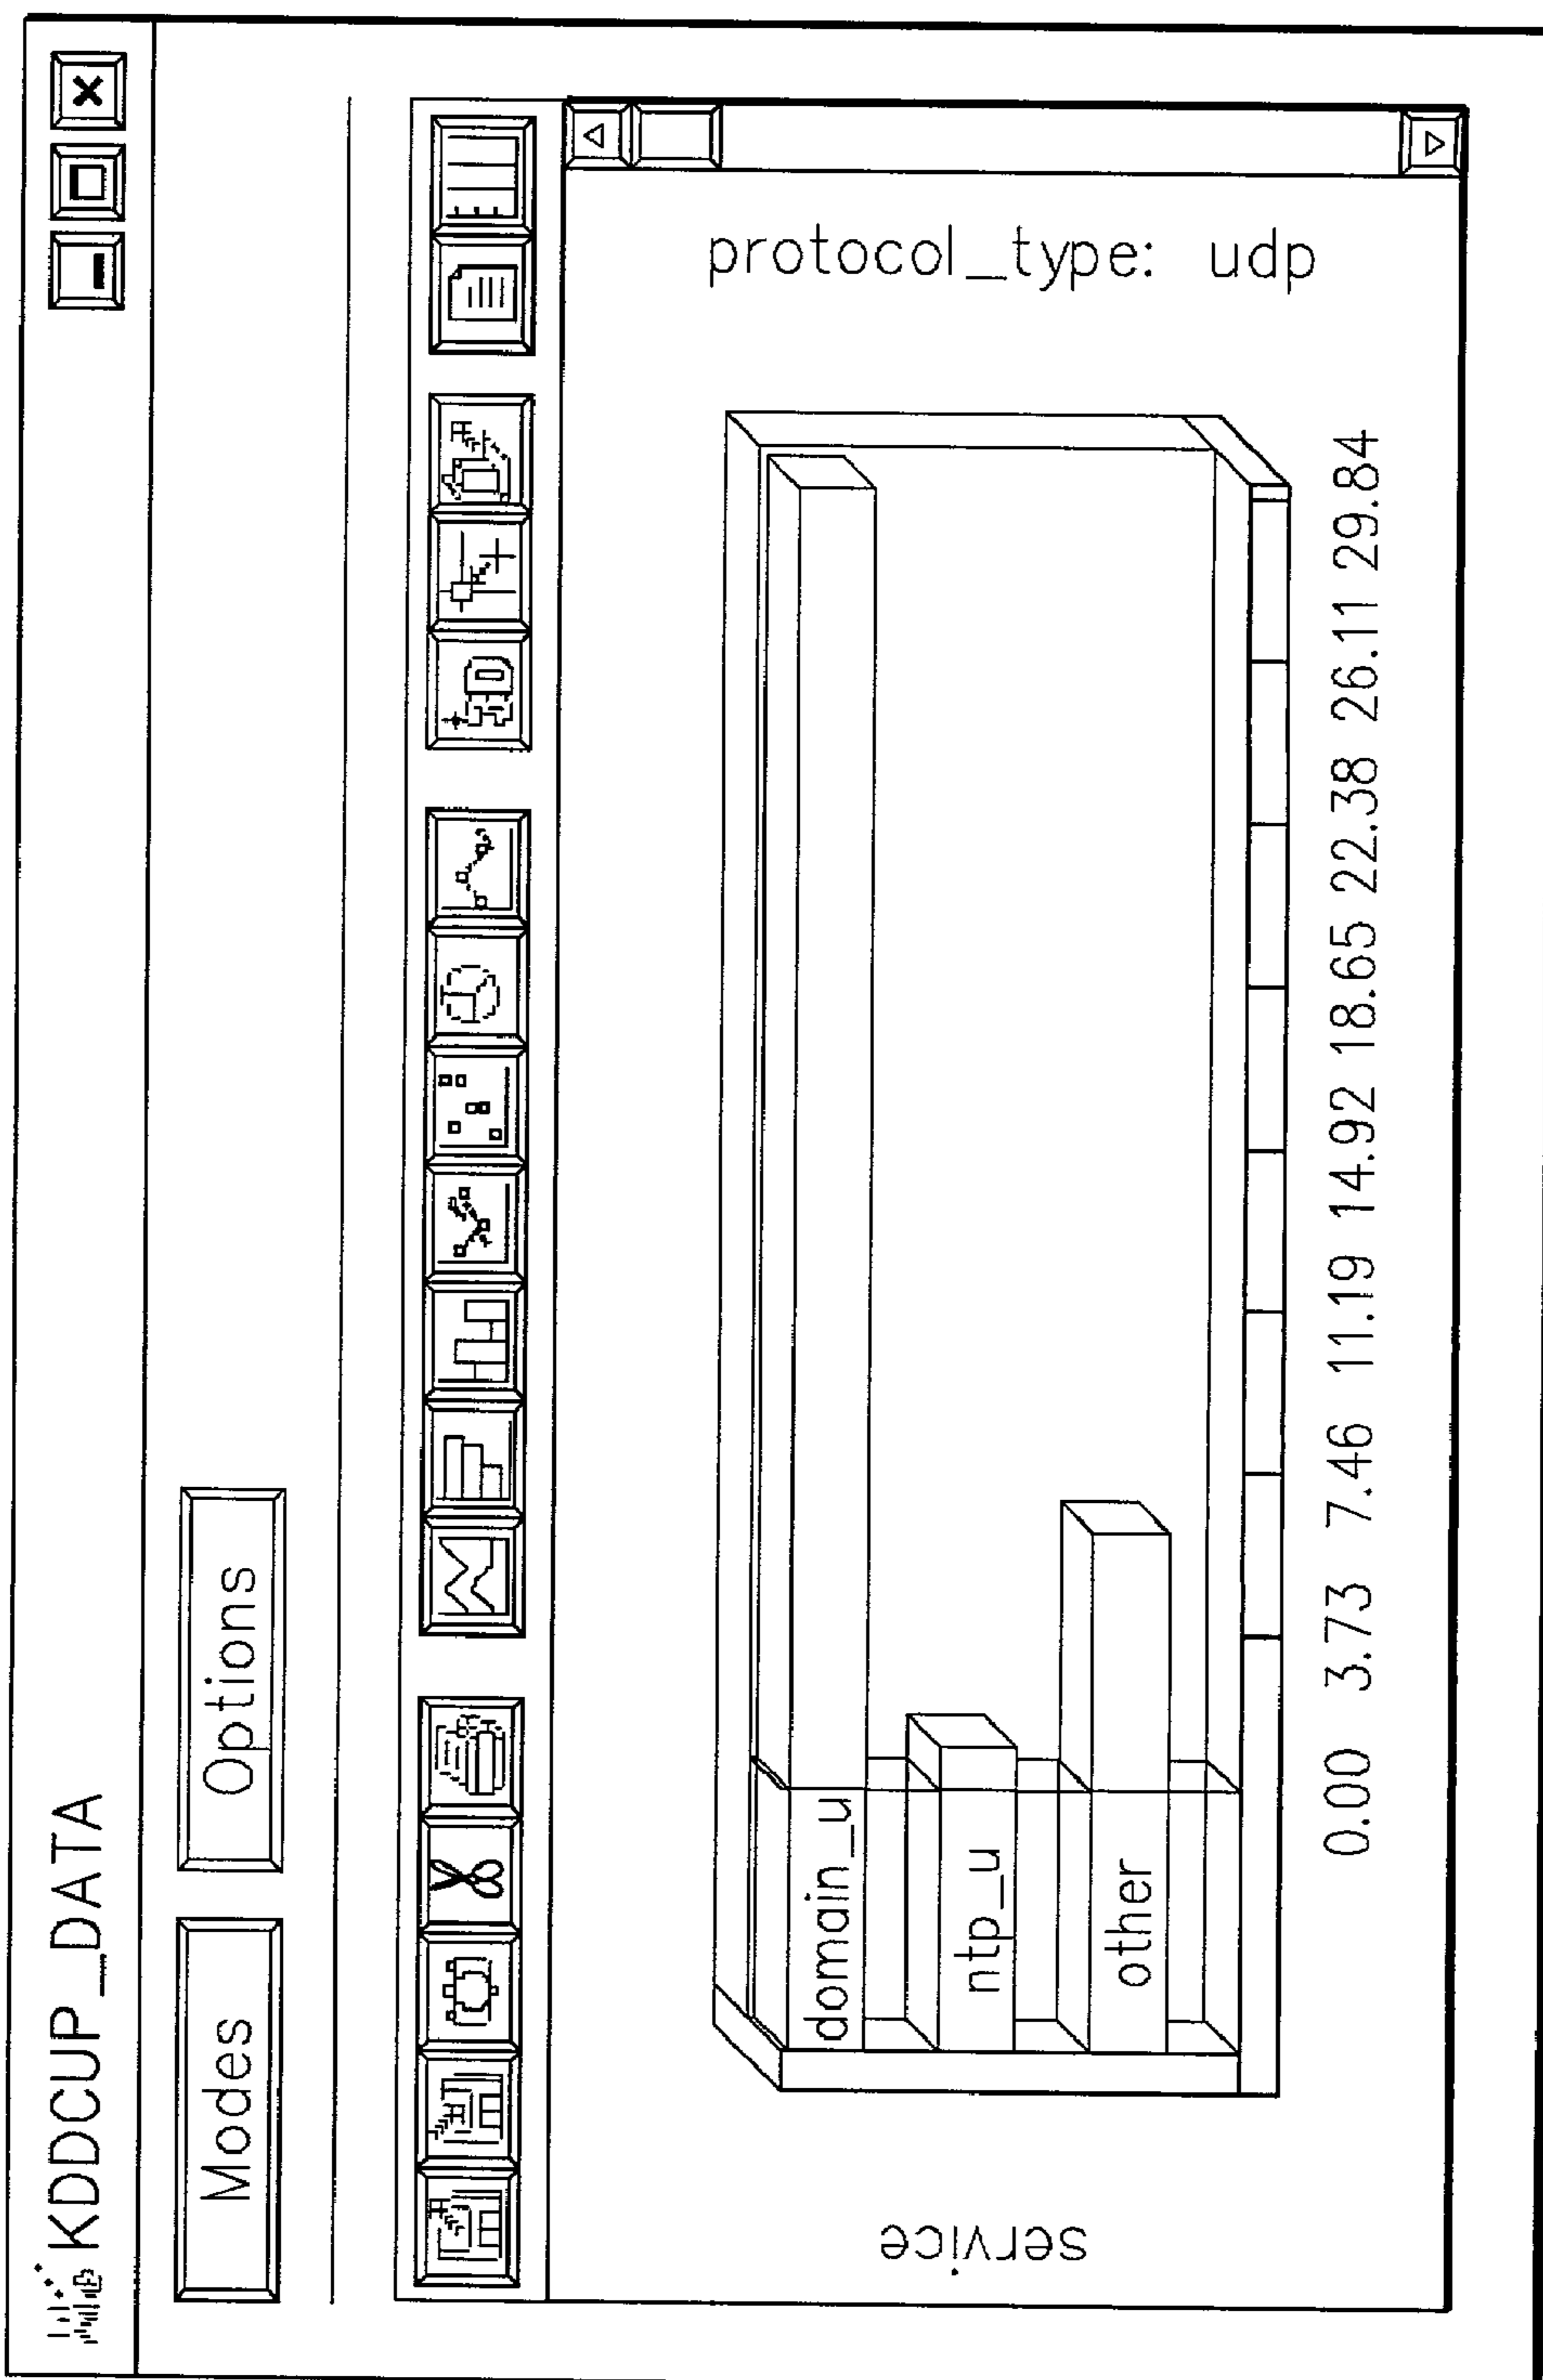 KDDCUP_DATA
Modes Options
service
domain_u
ntp_u
other
protocol_type: udp
0.00 3.73 7.46 11.19 14.92 18.65 22.38 26.11 29.84